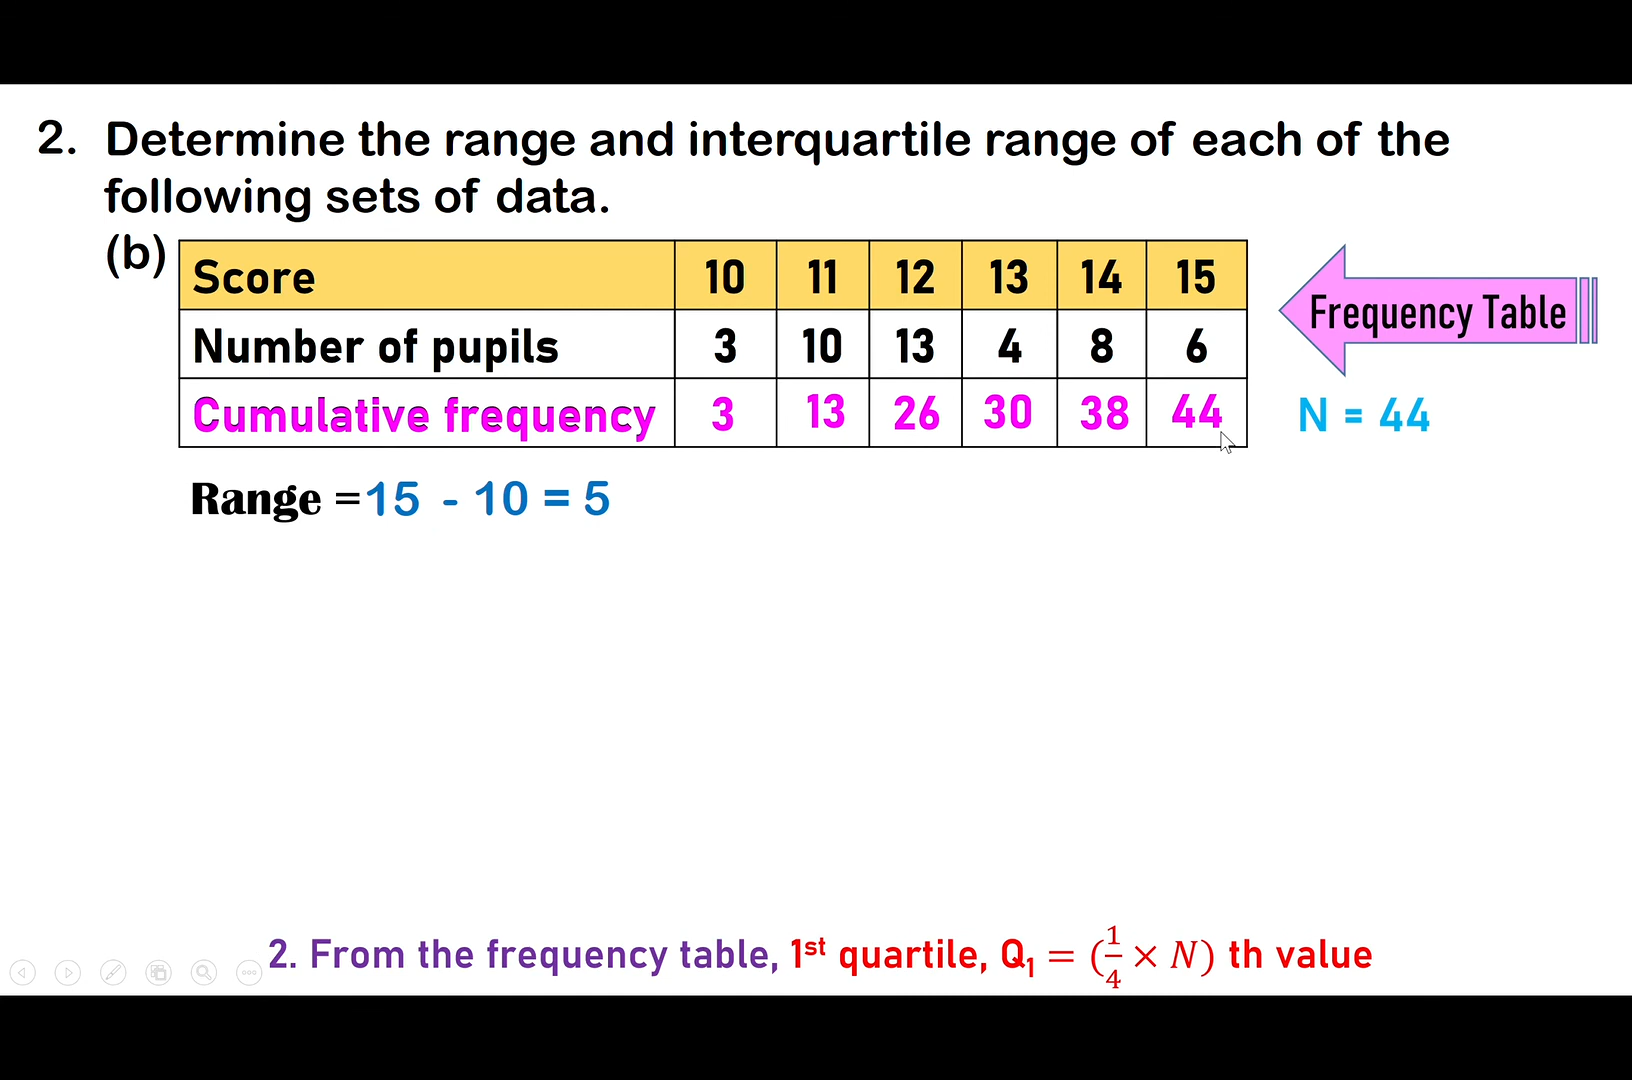 2. Determine the range and interquartile range of each of the
following sets of data.
(b)
Score 10 11 12 13 14 15
Number of pupils 3 10 13 4 8 6
Cumulative frequency 3 13 26 30 38 44
Frequency Table
N = 44
Range =15 - 10 = 5
2. From the frequency table, 1st quartile, Q₁ = (1/4 × N) th value